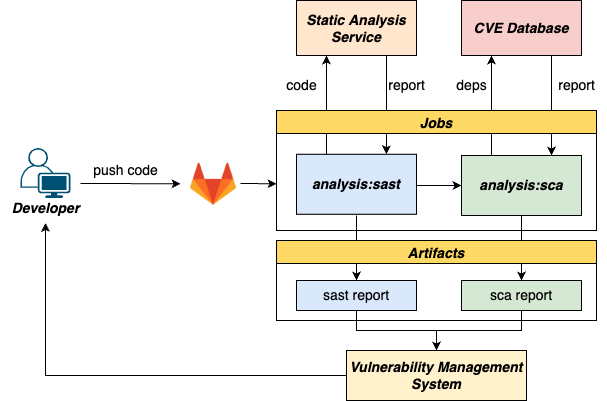 Static Analysis
Service
CVE Database
code
report
deps
report
Jobs
push code
analysis:sast
analysis:sca
Developer
Artifacts
sast report
sca report
Vulnerability Management
System